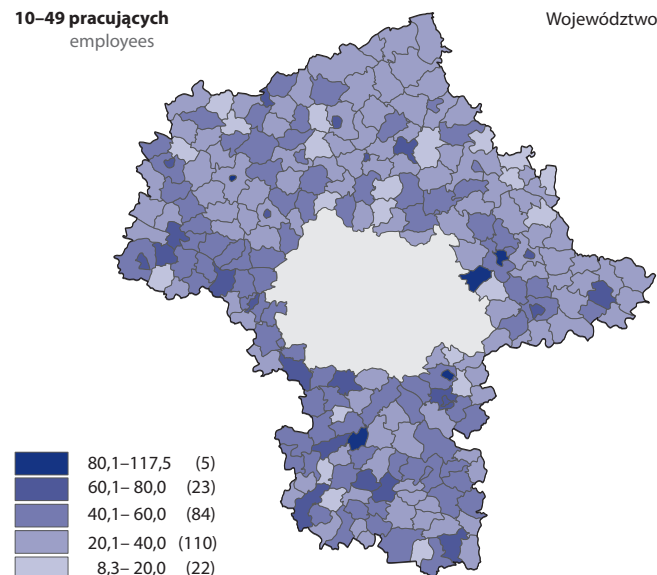 10–49 pracujących
employees
Województwo
80,1–117,5 (5)
60,1– 80,0 (23)
40,1– 60,0 (84)
20,1– 40,0 (110)
8,3– 20,0 (22)